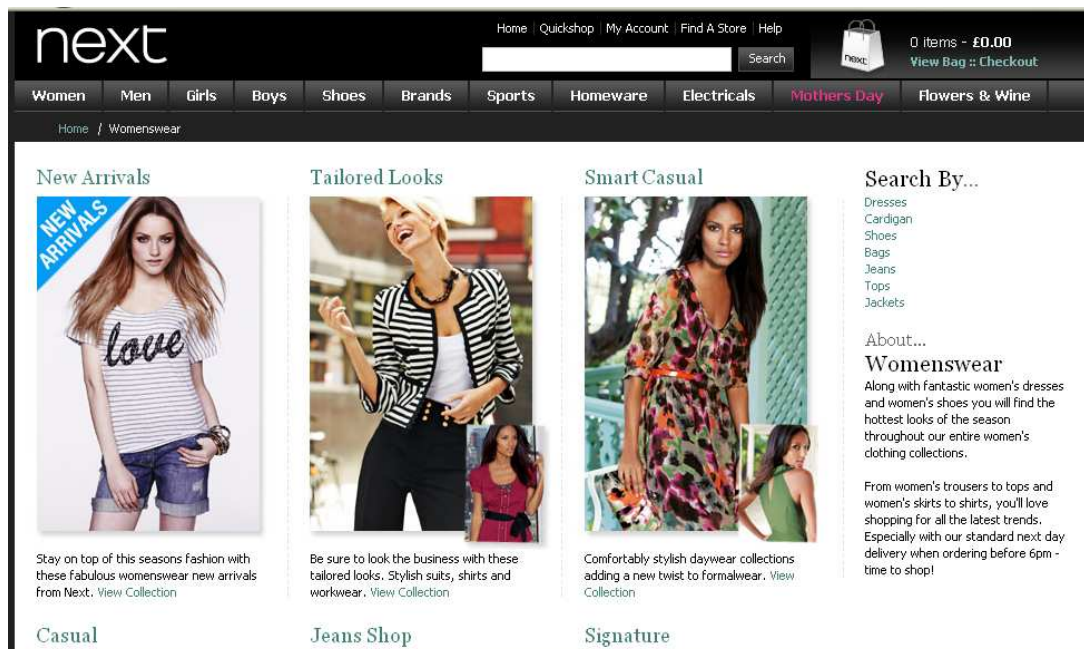 next
Home | Quickshop | My Account | Find A Store | Help
Search
next
0 items - £0.00
View Bag :: Checkout
Women Men Girls Boys Shoes Brands Sports Homeware Electricals Mothers Day Flowers & Wine
Home / Womenswear
New Arrivals
NEW
ARRIVALS
love
Stay on top of this seasons fashion with
these fabulous womenswear new arrivals
from Next. View Collection
Tailored Looks
Be sure to look the business with these
tailored looks. Stylish suits, shirts and
workwear. View Collection
Smart Casual
Comfortably stylish daywear collections
adding a new twist to formalwear. View
Collection
Search By...
Dresses
Cardigan
Shoes
Bags
Jeans
Tops
Jackets
About...
Womenswear
Along with fantastic women's dresses
and women's shoes you will find the
hottest looks of the season
throughout our entire women's
clothing collections.
From women's trousers to tops and
women's skirts to shirts, you'll love
shopping for all the latest trends.
Especially with our standard next day
delivery when ordering before 6pm -
time to shop!
Casual
Jeans Shop
Signature